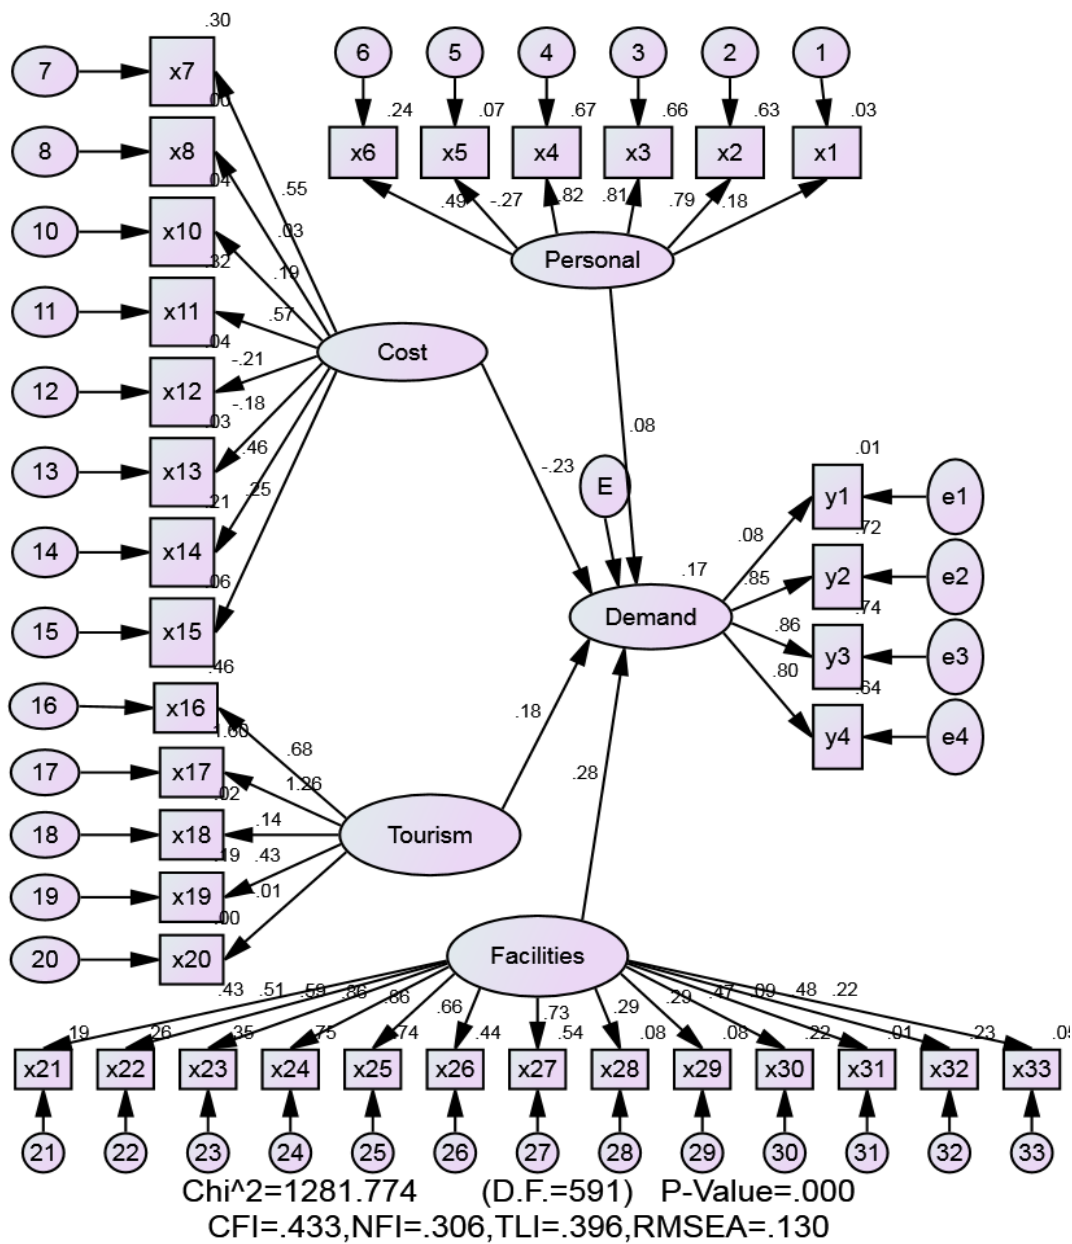 .30
6 5 4 3 2 1
7 x7
.00
.24 .07 .67 .66 .63 .03
8 x8
x6 x5 x4 x3 x2 x1
.04
.55
.49 -.27 .82 .81 .79 .18
10 x10
.03
.32
.19
Personal
11 x11
.57
.04
Cost
-.21
12 x12
-.18
.03
.08
.46
.01
13 x13
-.23
.25
E
y1 e1
.21
.72
14 x14
.08
.17
.06
.85
y2 e2
.74
Demand
15 x15
.86
y3 e3
.46
.80
.64
16 x16
.18
1.60
y4 e4
.68
17 x17
.28
1.26
.02
18 x18
.14
Tourism
.19 .43
19 x19
.01
.00
20 x20
Facilities
.43 .51 .59 .86 .86 .66 .73 .29 .29 .47 .09 .48 .22
.19 .26 .35 .75 .74 .44 .54 .08 .08 .22 .01 .23 .05
x21 x22 x23 x24 x25 x26 x27 x28 x29 x30 x31 x32 x33
21 22 23 24 25 26 27 28 29 30 31 32 33
Chi^2=1281.774 (D.F.=591) P-Value=.000
CFI=.433,NFI=.306,TLI=.396,RMSEA=.130